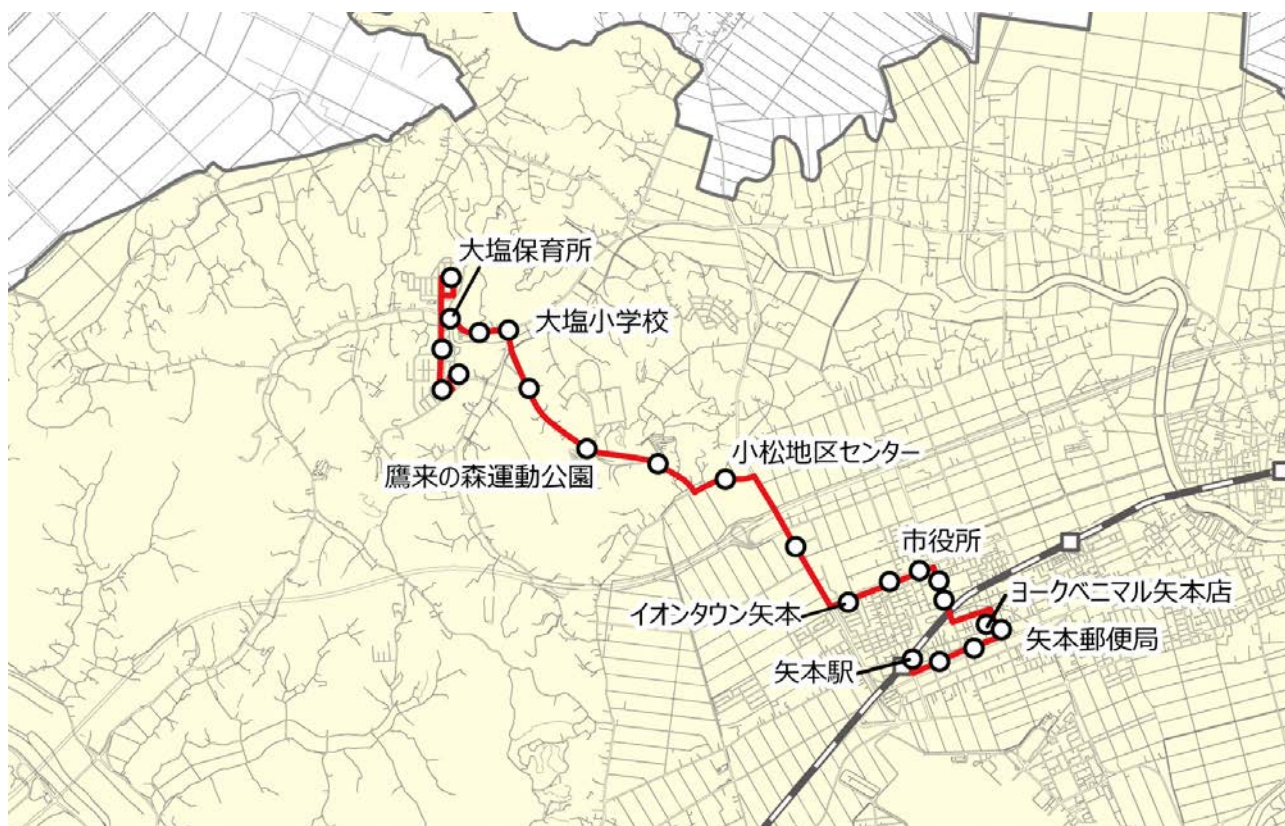 大塩保育所
大塩小学校
鷹来の森運動公園
小松地区センター
市役所
イオンタウン矢本
ヨークベニマル矢本店
矢本郵便局
矢本駅